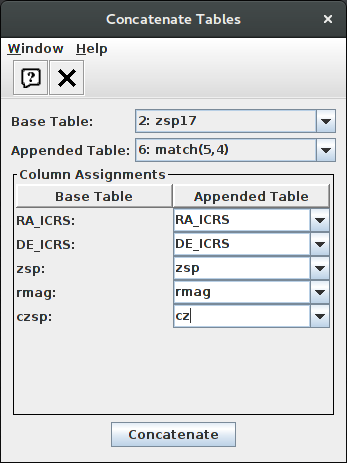 Concatenate Tables ×
Window Help
Base Table: 2: zsp17
Appended Table: 6: match(5,4)
Column Assignments
Base Table Appended Table
RA_ICRS: RA_ICRS
DE_ICRS: DE_ICRS
zsp: zsp
rmag: rmag
czsp: cz
Concatenate